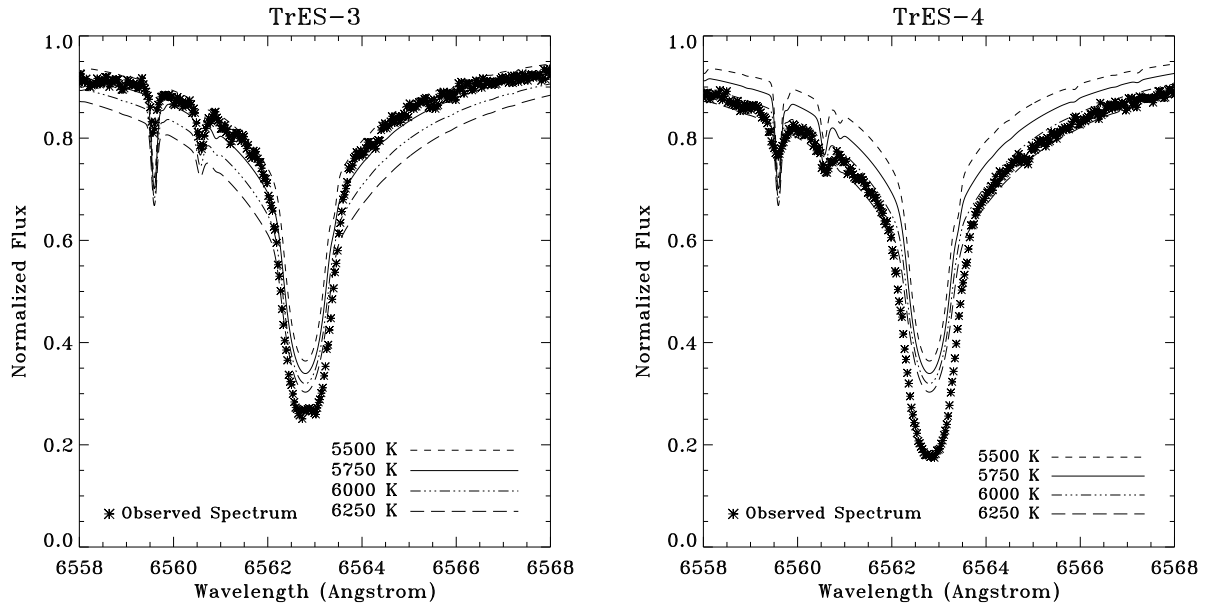 TrES-3
1.0
0.8
0.6
0.4
0.2
0.0
Normalized Flux
5500 K
5750 K
6000 K
6250 K
Observed Spectrum
6558 6560 6562 6564 6566 6568
Wavelength (Angstrom)
TrES-4
1.0
0.8
0.6
0.4
0.2
0.0
Normalized Flux
5500 K
5750 K
6000 K
6250 K
Observed Spectrum
6558 6560 6562 6564 6566 6568
Wavelength (Angstrom)